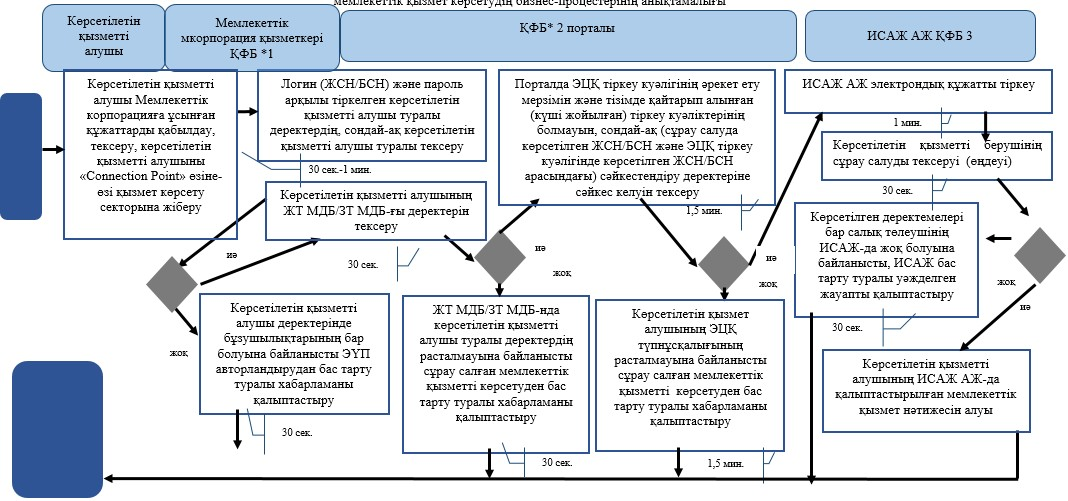 мемлекеттік қызмет көрсетудің бизнес-процестерінің анықтамалығы
Көрсетілетін
қызметті
алушы
Мемлекеттік
мкорпорация қызметкері
ҚФБ *1
ҚФБ* 2 порталы
ИСАЖ АЖ ҚФБ 3
Көрсетілетін қызметті
алушы Мемлекеттік
корпорацияға ұсынған
құжаттарды қабылдау,
тексеру, көрсетілетін
қызметті алушыны
«Connection Point» өзіне-
өзі қызмет көрсету
секторына жіберу
Логин (ЖСН/БСН) және пароль
арқылы тіркелген көрсетілетін
қызметті алушы туралы
деректердің, сондай-ақ көрсетілетін
қызметті алушы туралы тексеру
30 сек.-1 мин.
Көрсетілетін қызметті алушының
ЖТ МДБ/ЗТ МДБ-ғы деректерін
тексеру
30 сек.
иә
жоқ
Көрсетілетін қызметті
алушы деректерінде
бұзушылықтарының бар
болуына байланысты ЭҮП
авторландырудан бас тарту
туралы хабарламаны
қалыптастыру
30 сек.
Порталда ЭЦҚ тіркеу куәлігінің әрекет ету
мерзімін және тізімде қайтарып алынған
(күші жойылған) тіркеу куәліктерінің
болмауын, сондай-ақ (сұрау салуда
көрсетілген ЖСН/БСН және ЭЦҚ тіркеу
куәлігінде көрсетілген ЖСН/БСН
арасындағы) сәйкестендіру деректеріне
сәйкес келуін тексеру
1,5 мин.
иә
жоқ
ЖТ МДБ/ЗТ МДБ-нда
көрсетілетін қызметті
алушы туралы деректердің
расталмауына байланысты
сұрау салған мемлекеттік
қызметті көрсетуден бас
тарту туралы хабарламаны
қалыптастыру
30 сек.
иә
жоқ
Көрсетілетін қызмет
алушының ЭЦҚ
түпнұсқалығының
расталмауына байланысты
сұрау салған мемлекеттік
қызметті көрсетуден бас
тарту туралы хабарламаны
қалыптастыру
1,5 мин.
ИСАЖ АЖ электрондық құжатты тіркеу
1 мин.
Көрсетілетін қызметті берушінің
сұрау салуды тексеруі (өңдеуі)
30 сек.
Көрсетілген деректемелері
бар салық төлеушінің
ИСАЖ-да жоқ болуына
байланысты, ИСАЖ бас
тарту туралы уәжделген
жауапты қалыптастыру
30 сек.
жоқ
иә
Көрсетілетін қызметті
алушының ИСАЖ АЖ-да
қалыптастырылған мемлекеттік
қызмет нәтижесін алуы